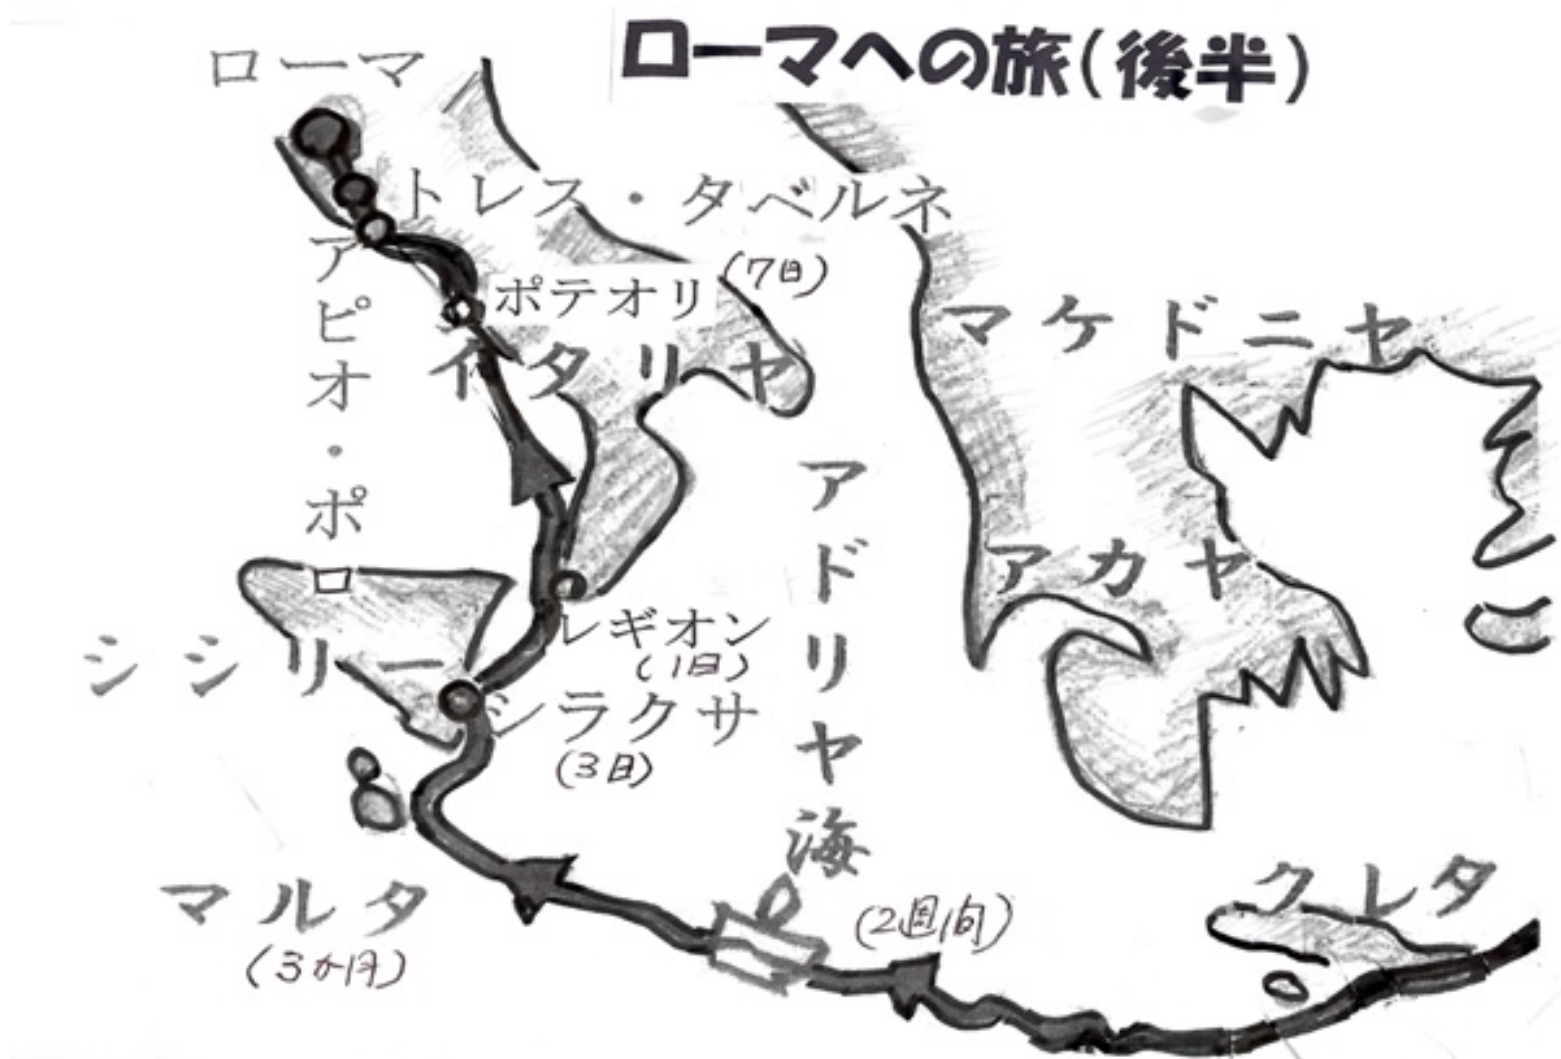 ローマへの旅(後半)
ローマ
トレス・タベルネ
アピオ・ポロ
ポテオリ
(7日)
イタリヤ
マケドニヤ
アドリヤ海
アカヤ
レギオン
(1日)
シシリー
シラクサ
(3日)
マルタ
(3か月)
(2週間)
クレタ